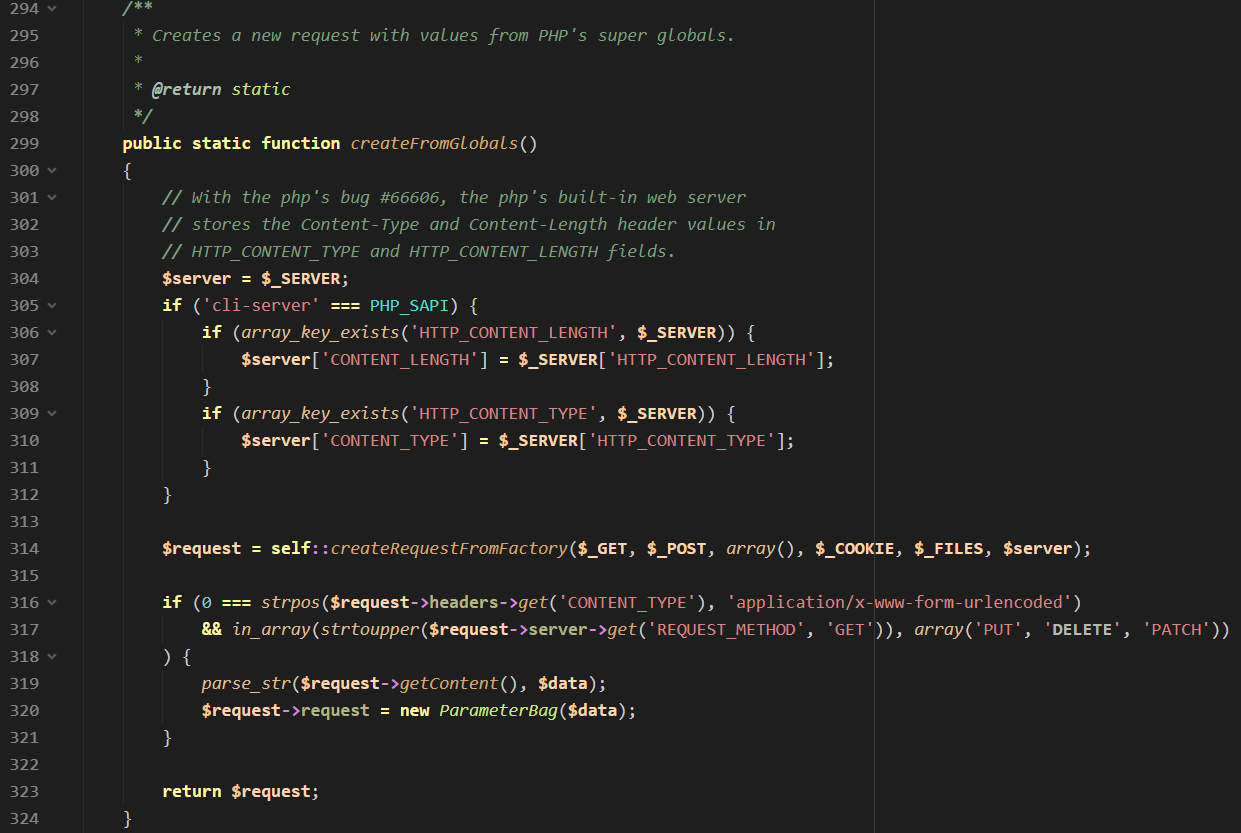 294 /**
295 * Creates a new request with values from PHP's super globals.
296 *
297 * @return static
298 */
299 public static function createFromGlobals()
300 {
301 // With the php's bug #66606, the php's built-in web server
302 // stores the Content-Type and Content-Length header values in
303 // HTTP_CONTENT_TYPE and HTTP_CONTENT_LENGTH fields.
304 $server = $_SERVER;
305 if ('cli-server' === PHP_SAPI) {
306 if (array_key_exists('HTTP_CONTENT_LENGTH', $_SERVER)) {
307 $server['CONTENT_LENGTH'] = $_SERVER['HTTP_CONTENT_LENGTH'];
308 }
309 if (array_key_exists('HTTP_CONTENT_TYPE', $_SERVER)) {
310 $server['CONTENT_TYPE'] = $_SERVER['HTTP_CONTENT_TYPE'];
311 }
312 }
313
314 $request = self::createRequestFromFactory($_GET, $_POST, array(), $_COOKIE, $_FILES, $server);
315
316 if (0 === strpos($request->headers->get('CONTENT_TYPE'), 'application/x-www-form-urlencoded')
317 && in_array(strtoupper($request->server->get('REQUEST_METHOD', 'GET')), array('PUT', 'DELETE', 'PATCH'))
318 ) {
319 parse_str($request->getContent(), $data);
320 $request->request = new ParameterBag($data);
321 }
322
323 return $request;
324 }